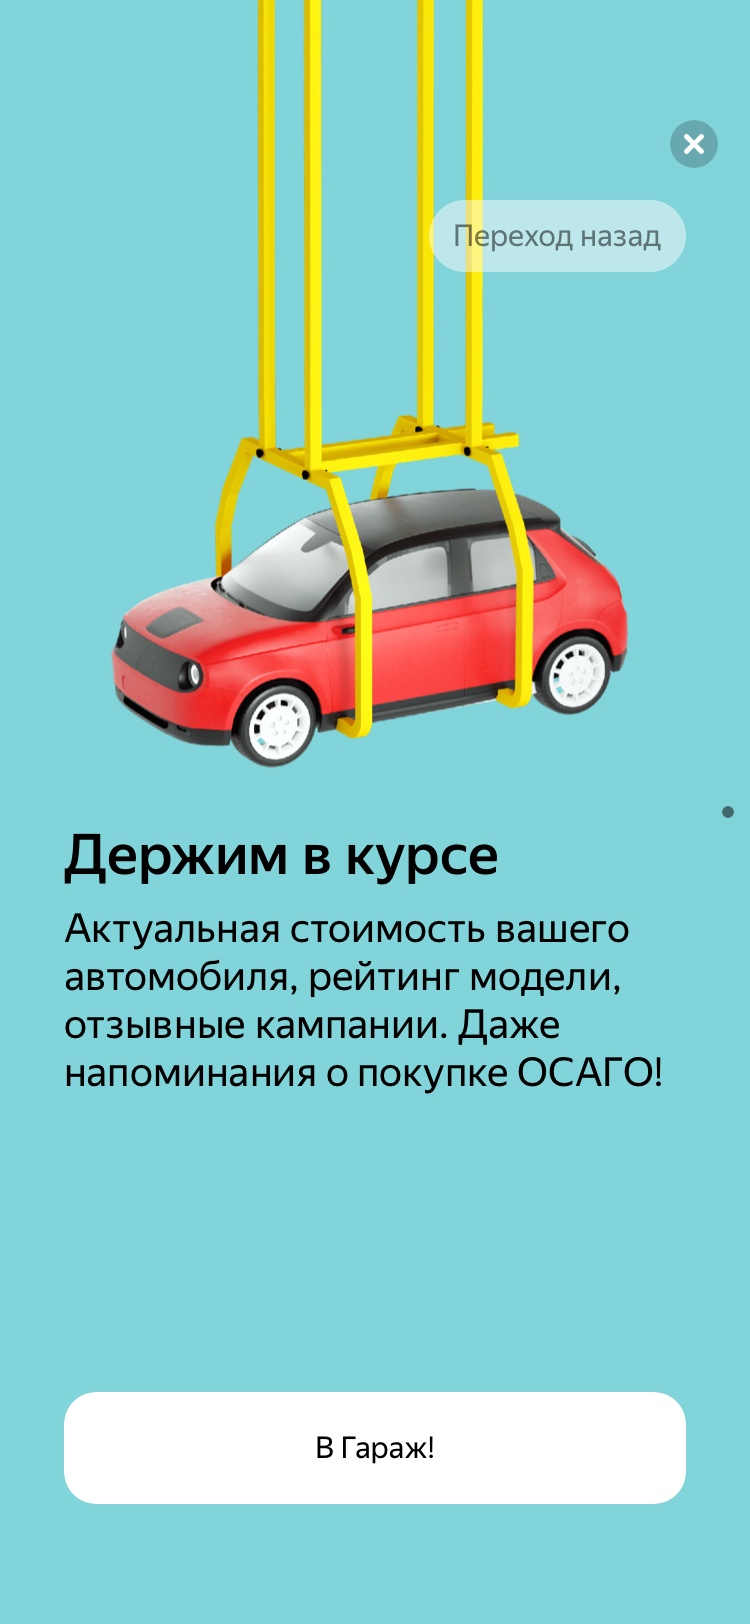 Переход назад
Держим в курсе
Актуальная стоимость вашего
автомобиля, рейтинг модели,
отзывные кампании. Даже
напоминания о покупке ОСАГО!
В Гараж!